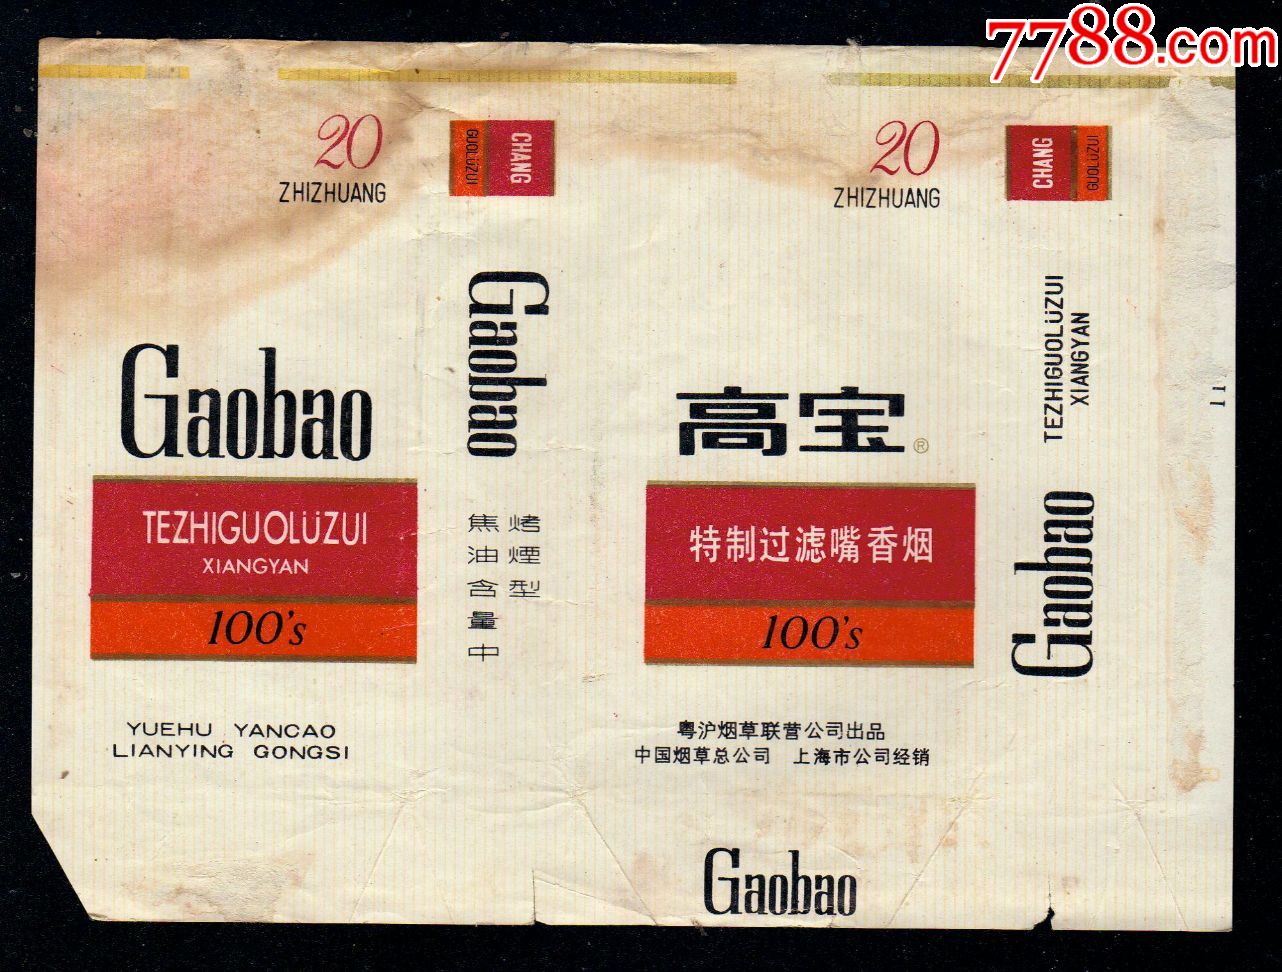 7788.com
20
ZHIZHUANG
GUOLÜZUI
CHANG
20
ZHIZHUANG
CHANG
GUOLÜZUI
Gaobao
TEZHIGUOLÜZUI
XIANGYAN
100's
YUEHU YANCAO
LIANYING GONGSI
Gaobao
烤煙型
焦油含量中
高宝®
特制过滤嘴香烟
100's
粤沪烟草联营公司出品
中国烟草总公司 上海市公司经销
Gaobao
TEZHIGUOLÜZUI
XIANGYAN
Gaobao
11